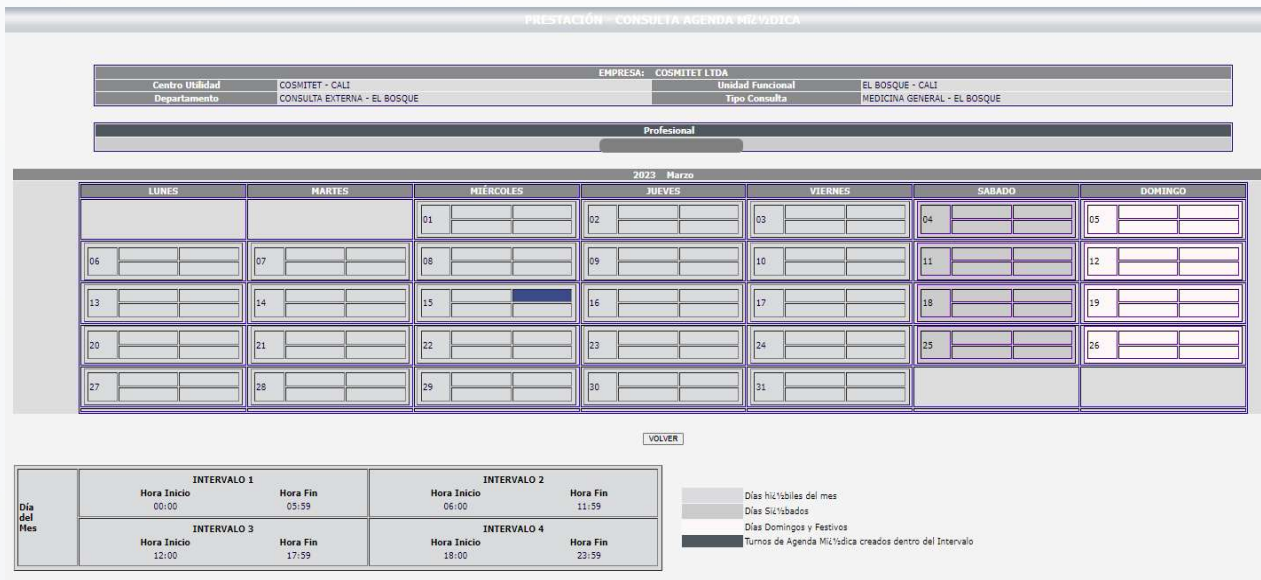 PRESTACIÓN - CONSULTA AGENDA Mï¿½DICA
EMPRESA: COSMITET LTDA
Centro Utilidad COSMITET - CALI Unidad Funcional EL BOSQUE - CALI
Departamento CONSULTA EXTERNA - EL BOSQUE Tipo Consulta MEDICINA GENERAL - EL BOSQUE
Profesional
2023 Marzo
LUNES MARTES MIÉRCOLES JUEVES VIERNES SABADO DOMINGO
01 02 03 04 05
06 07 08 09 10 11 12
13 14 15 16 17 18 19
20 21 22 23 24 25 26
27 28 29 30 31
VOLVER
Día
del
Mes
INTERVALO 1 INTERVALO 2
Hora Inicio Hora Fin Hora Inicio Hora Fin
00:00 05:59 06:00 11:59
INTERVALO 3 INTERVALO 4
Hora Inicio Hora Fin Hora Inicio Hora Fin
12:00 17:59 18:00 23:59
Días hï¿½biles del mes
Días Sï¿½bados
Días Domingos y Festivos
Turnos de Agenda Mï¿½dica creados dentro del Intervalo